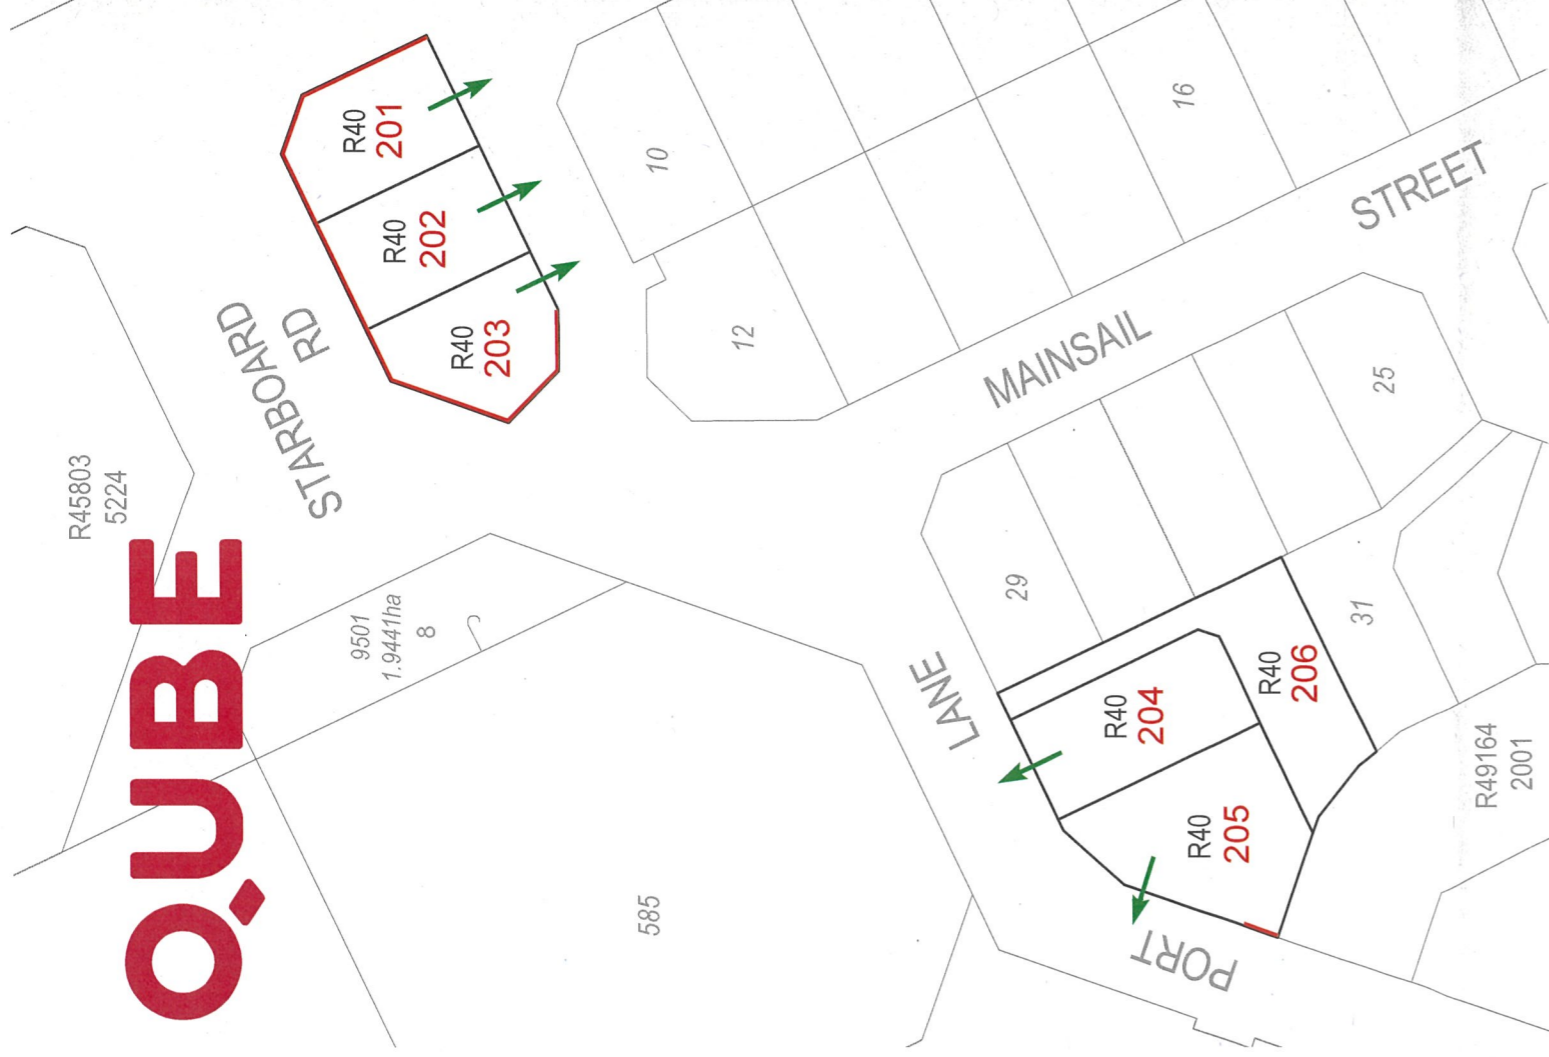 QUBE
R45803
5224
STARBOARD
RD
R40
201
R40
202
R40
203
10
12
16
MAINSAIL
STREET
9501
1.9441ha
8
585
29
25
31
LANE
R40
204
R40
205
R40
206
PORT
R49164
2001